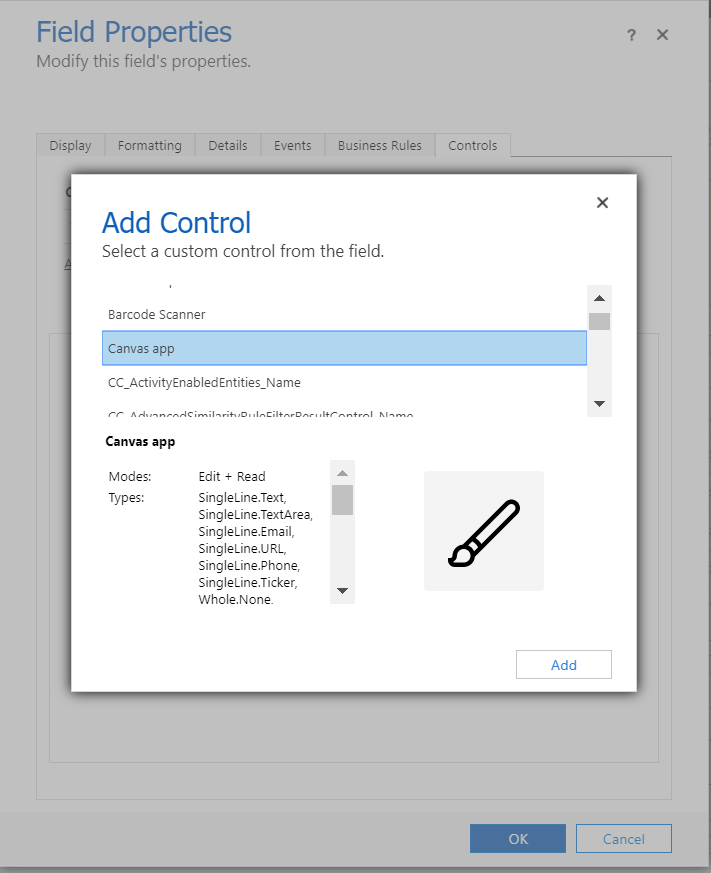 Field Properties
? ×
Modify this field's properties.
Display Formatting Details Events Business Rules Controls
Add Control
Select a custom control from the field.
Barcode Scanner
Canvas app
CC_ActivityEnabledEntities_Name
CC_AdvancedSimilarityRuleFilterResultControl_Name
Canvas app
Modes: Edit + Read
Types: SingleLine.Text,
SingleLine.TextArea,
SingleLine.Email,
SingleLine.URL,
SingleLine.Phone,
SingleLine.Ticker,
Whole.None,
Add
OK Cancel